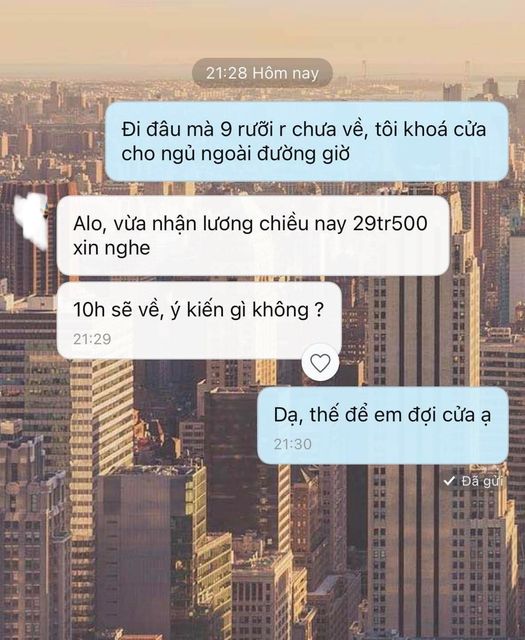 21:28 Hôm nay
Đi đâu mà 9 rưỡi r chưa về, tôi khoá cửa
cho ngủ ngoài đường giờ
Alo, vừa nhận lương chiều nay 29tr500
xin nghe
10h sẽ về, ý kiến gì không ?
21:29
Dạ, thế để em đợi cửa ạ
21:30
Đã gửi